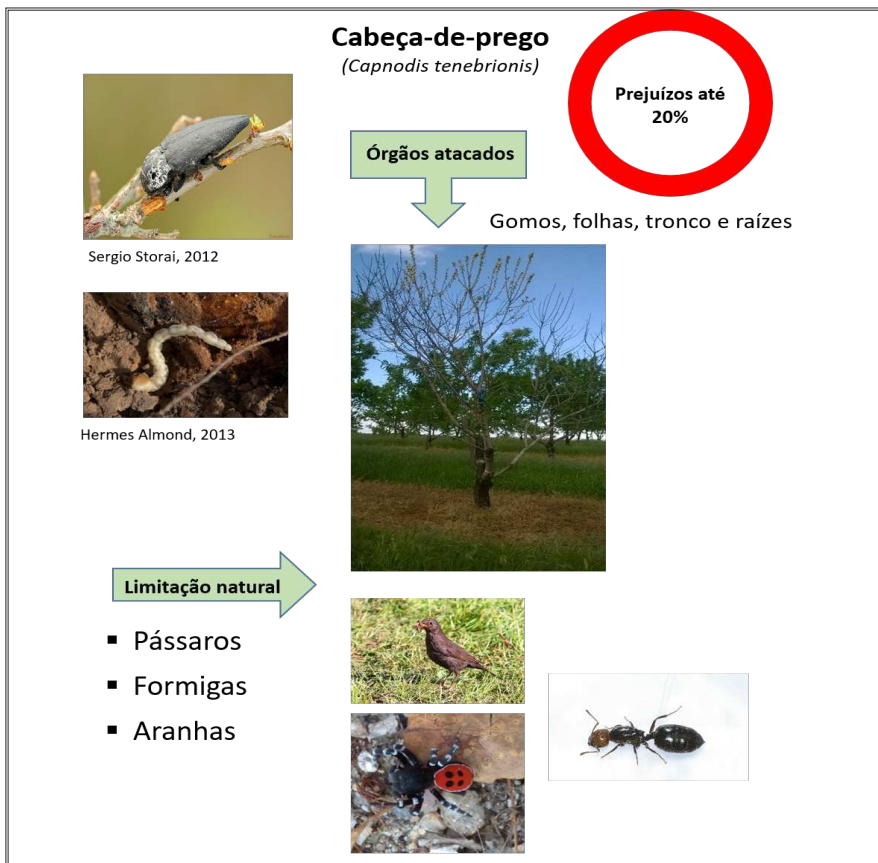 Cabeça-de-prego
(Capnodis tenebrionis)
Prejuízos até
20%
Órgãos atacados
Gomos, folhas, tronco e raízes
Sergio Storai, 2012
Hermes Almond, 2013
Limitação natural
▪ Pássaros
▪ Formigas
▪ Aranhas